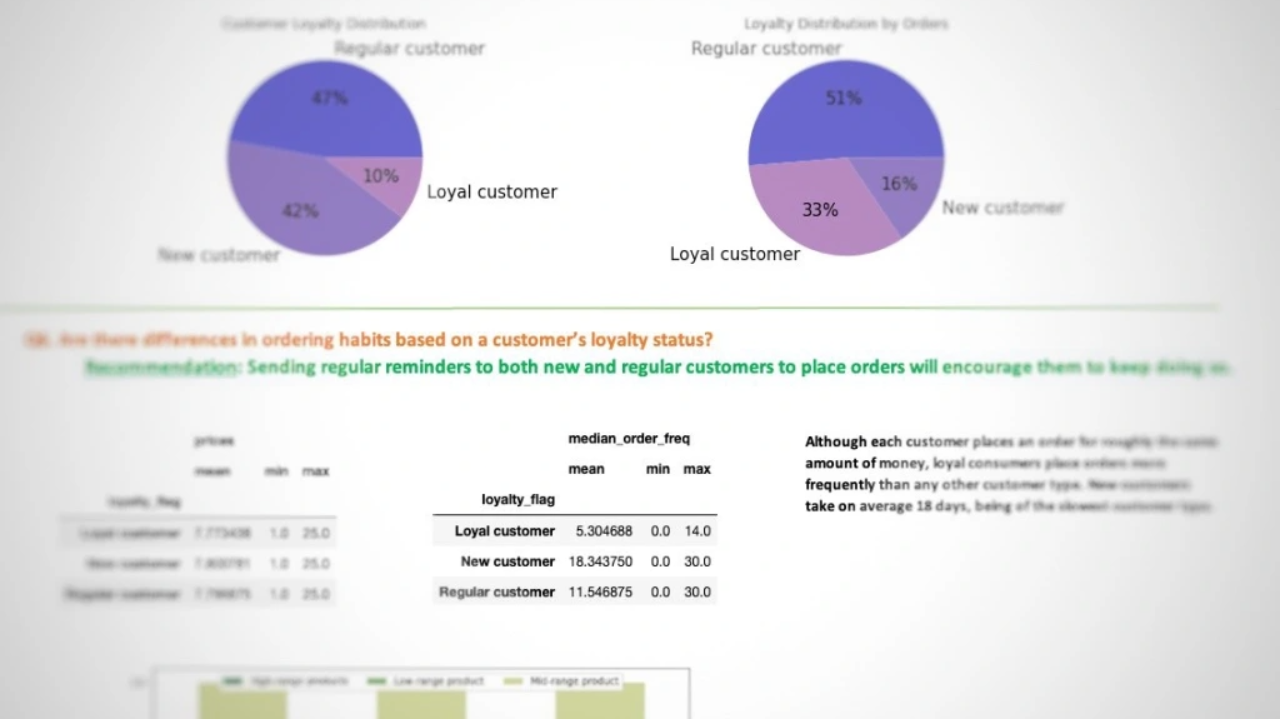 Customer Loyalty Distribution
Loyalty Distribution by Orders
Regular customer
Regular customer
47%
51%
10%
16%
Loyal customer
42%
33%
New customer
New customer
Loyal customer
Are there differences in ordering habits based on a customer's loyalty status?
Recommendation: Sending regular reminders to both new and regular customers to place orders will encourage them to keep doing so.
prices
mean min max
loyalty_flag
Loyal customer 1.0 25.0
New customer 1.0 25.0
Regular customer 1.0 25.0
median_order_freq
mean min max
loyalty_flag
Loyal customer 5.304688 0.0 14.0
New customer 18.343750 0.0 30.0
Regular customer 11.546875 0.0 30.0
Although each customer places an order for roughly the same
amount of money, loyal consumers place orders more
frequently than any other customer type. New customers
take on average 18 days, being of the slowest customer type.
High-range products Low-range product Mid-range product